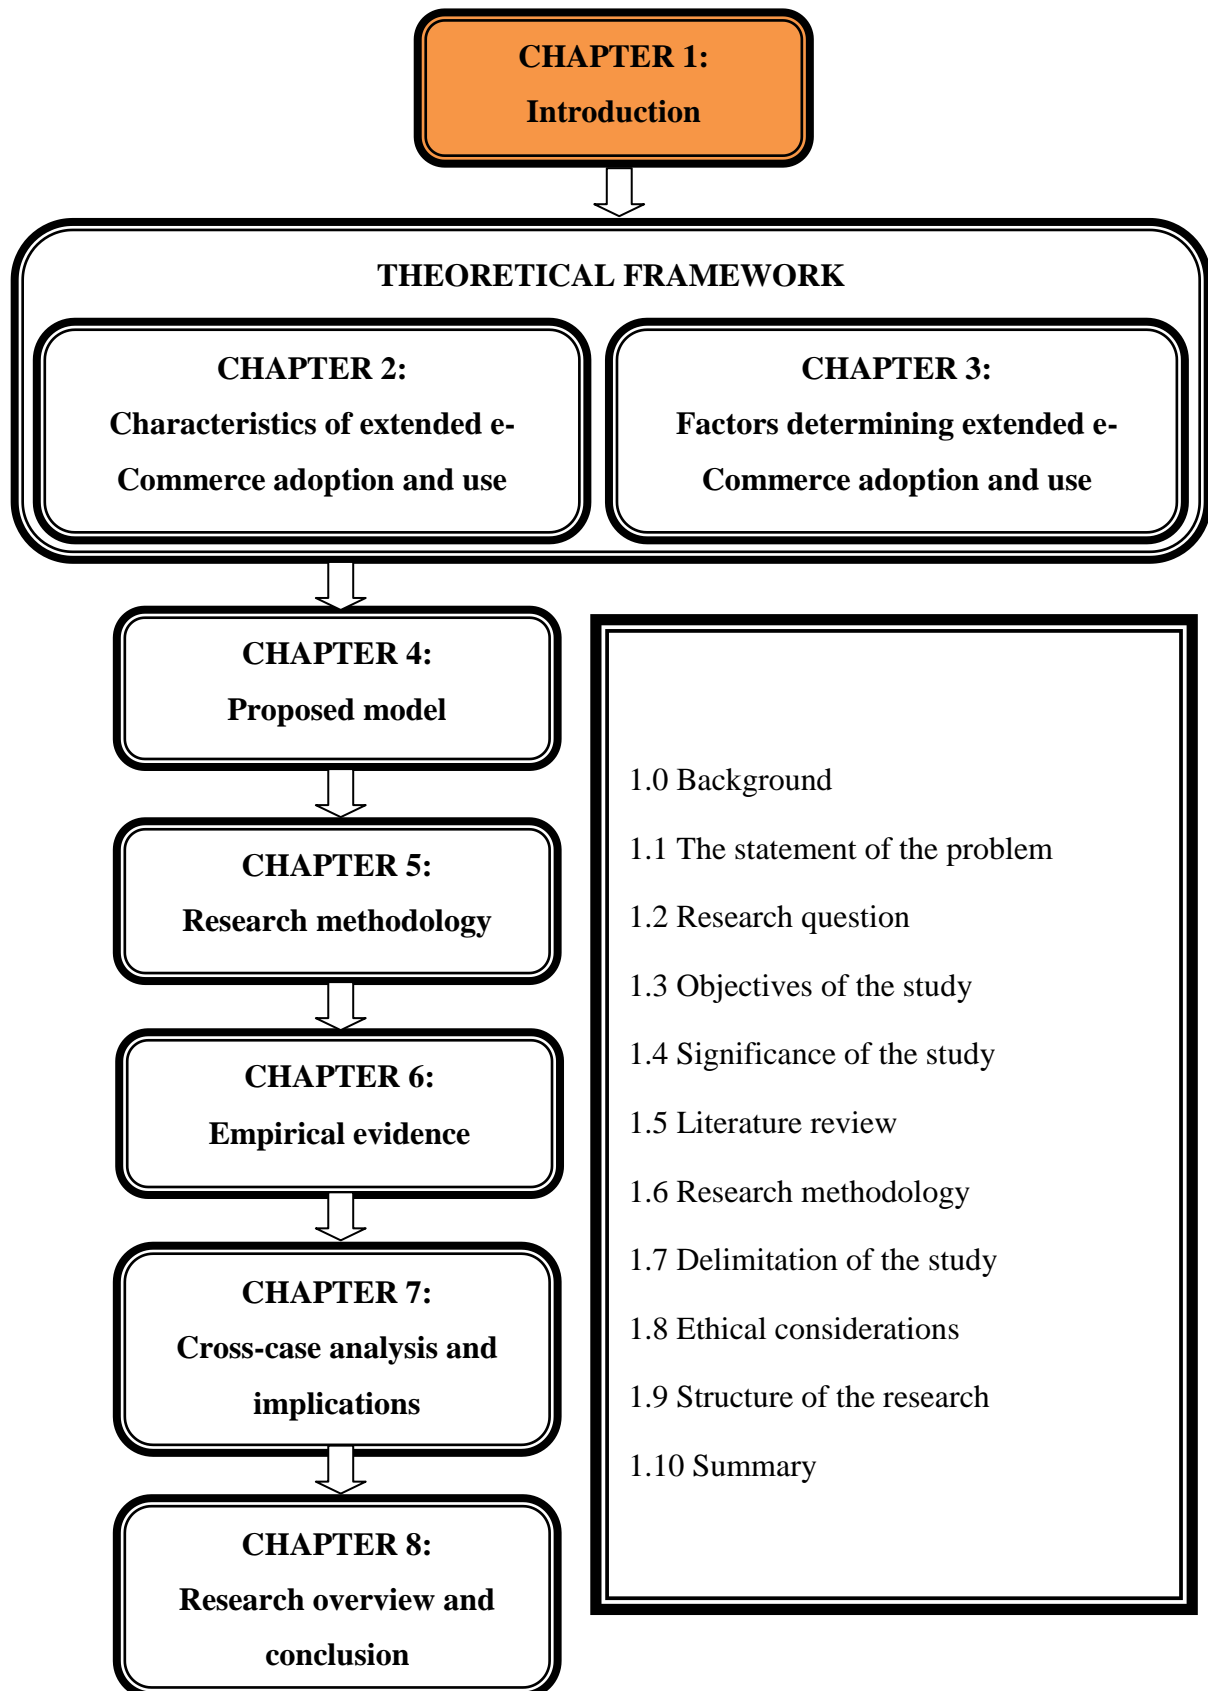 CHAPTER 1:
Introduction
THEORETICAL FRAMEWORK
CHAPTER 2:
Characteristics of extended e-
Commerce adoption and use
CHAPTER 3:
Factors determining extended e-
Commerce adoption and use
CHAPTER 4:
Proposed model
CHAPTER 5:
Research methodology
CHAPTER 6:
Empirical evidence
CHAPTER 7:
Cross-case analysis and
implications
CHAPTER 8:
Research overview and
conclusion
1.0 Background
1.1 The statement of the problem
1.2 Research question
1.3 Objectives of the study
1.4 Significance of the study
1.5 Literature review
1.6 Research methodology
1.7 Delimitation of the study
1.8 Ethical considerations
1.9 Structure of the research
1.10 Summary